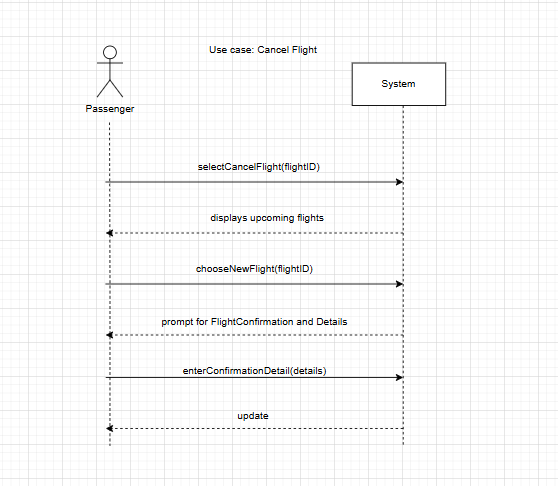 Use case: Cancel Flight
System
Passenger
selectCancelFlight(flightID)
displays upcoming flights
chooseNewFlight(flightID)
prompt for FlightConfirmation and Details
enterConfirmationDetail(details)
update